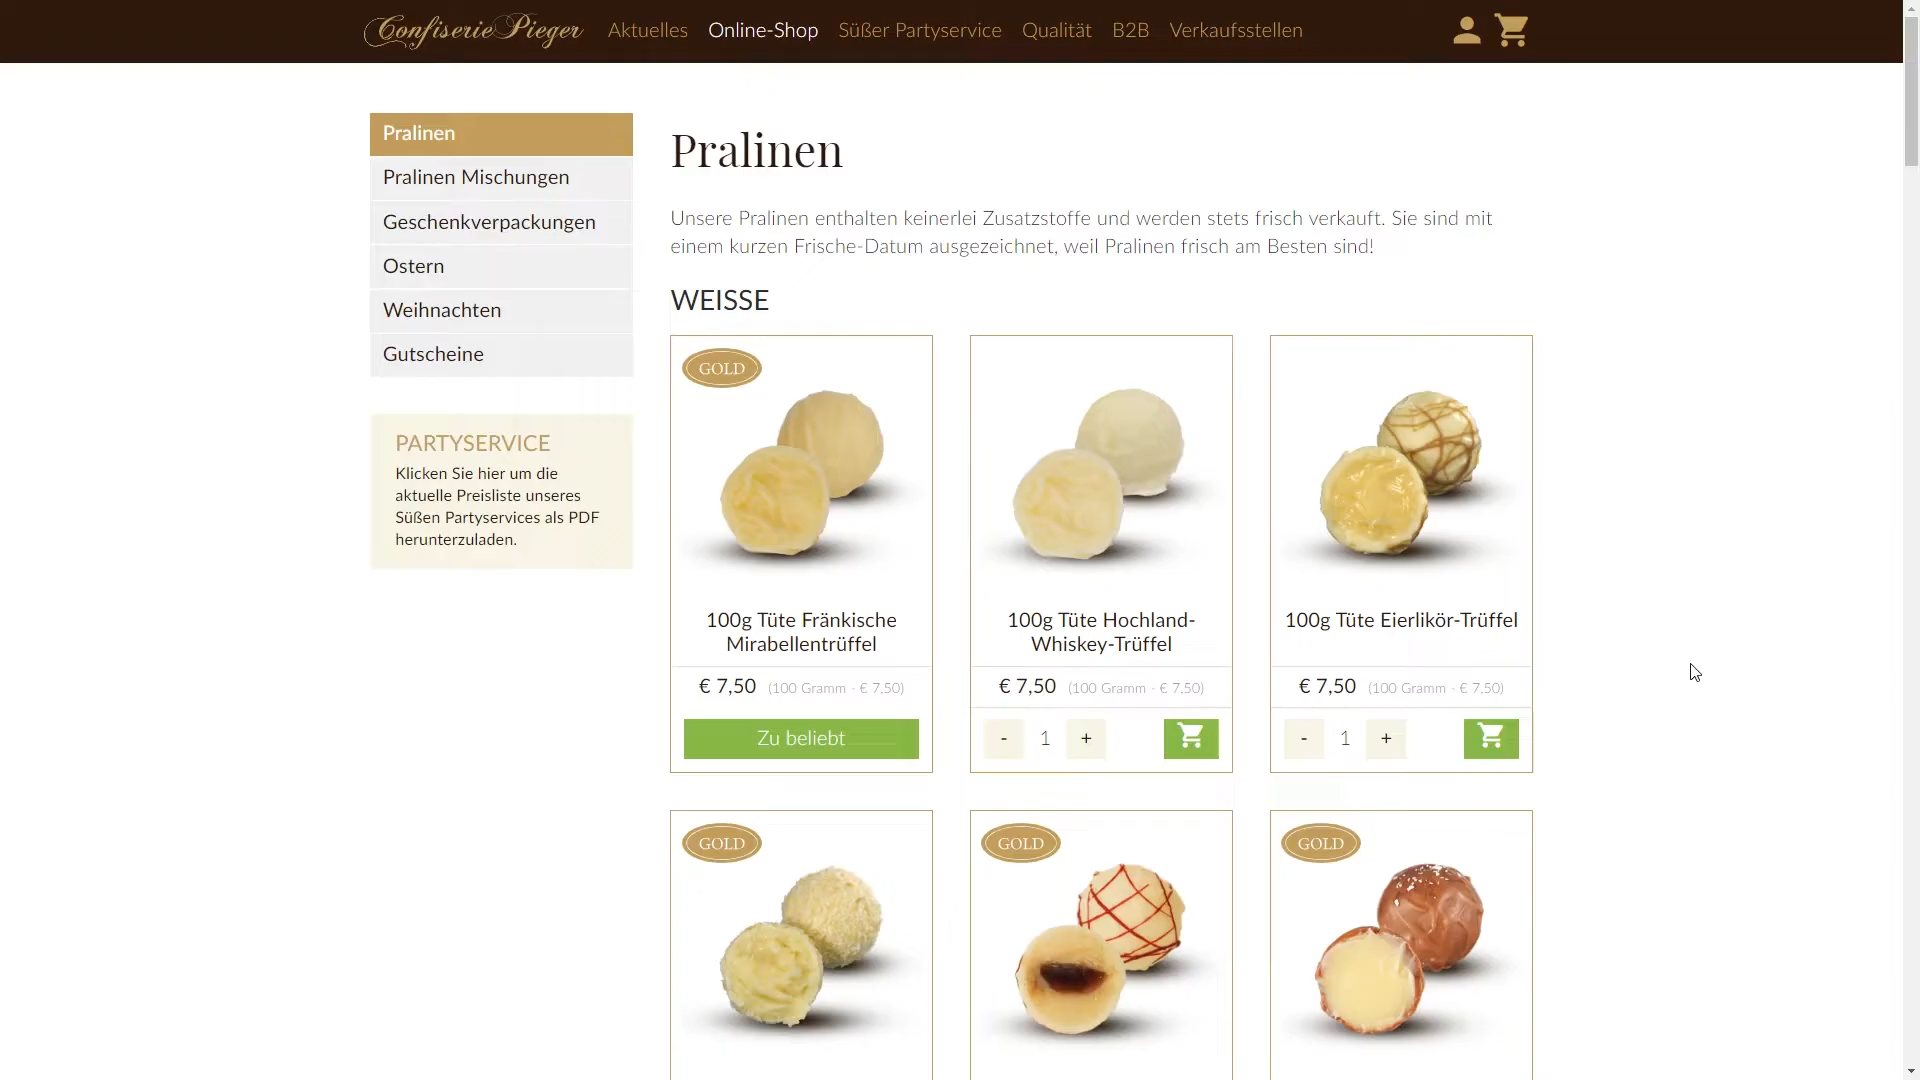 Confiserie Pieger
Aktuelles
Online-Shop
Süßer Partyservice
Qualität
B2B
Verkaufsstellen
Pralinen
Pralinen Mischungen
Geschenkverpackungen
Ostern
Weihnachten
Gutscheine
PARTYSERVICE
Klicken Sie hier um die
aktuelle Preisliste unseres
Süßen Partyservices als PDF
herunterzuladen.
Pralinen
Unsere Pralinen enthalten keinerlei Zusatzstoffe und werden stets frisch verkauft. Sie sind mit
einem kurzen Frische-Datum ausgezeichnet, weil Pralinen frisch am Besten sind!
WEISSE
GOLD
100g Tüte Fränkische
Mirabellentrüffel
€ 7,50 (100 Gramm · € 7,50)
Zu beliebt
100g Tüte Hochland-
Whiskey-Trüffel
€ 7,50 (100 Gramm · € 7,50)
- 1 +
100g Tüte Eierlikör-Trüffel
€ 7,50 (100 Gramm · € 7,50)
- 1 +
GOLD
GOLD
GOLD